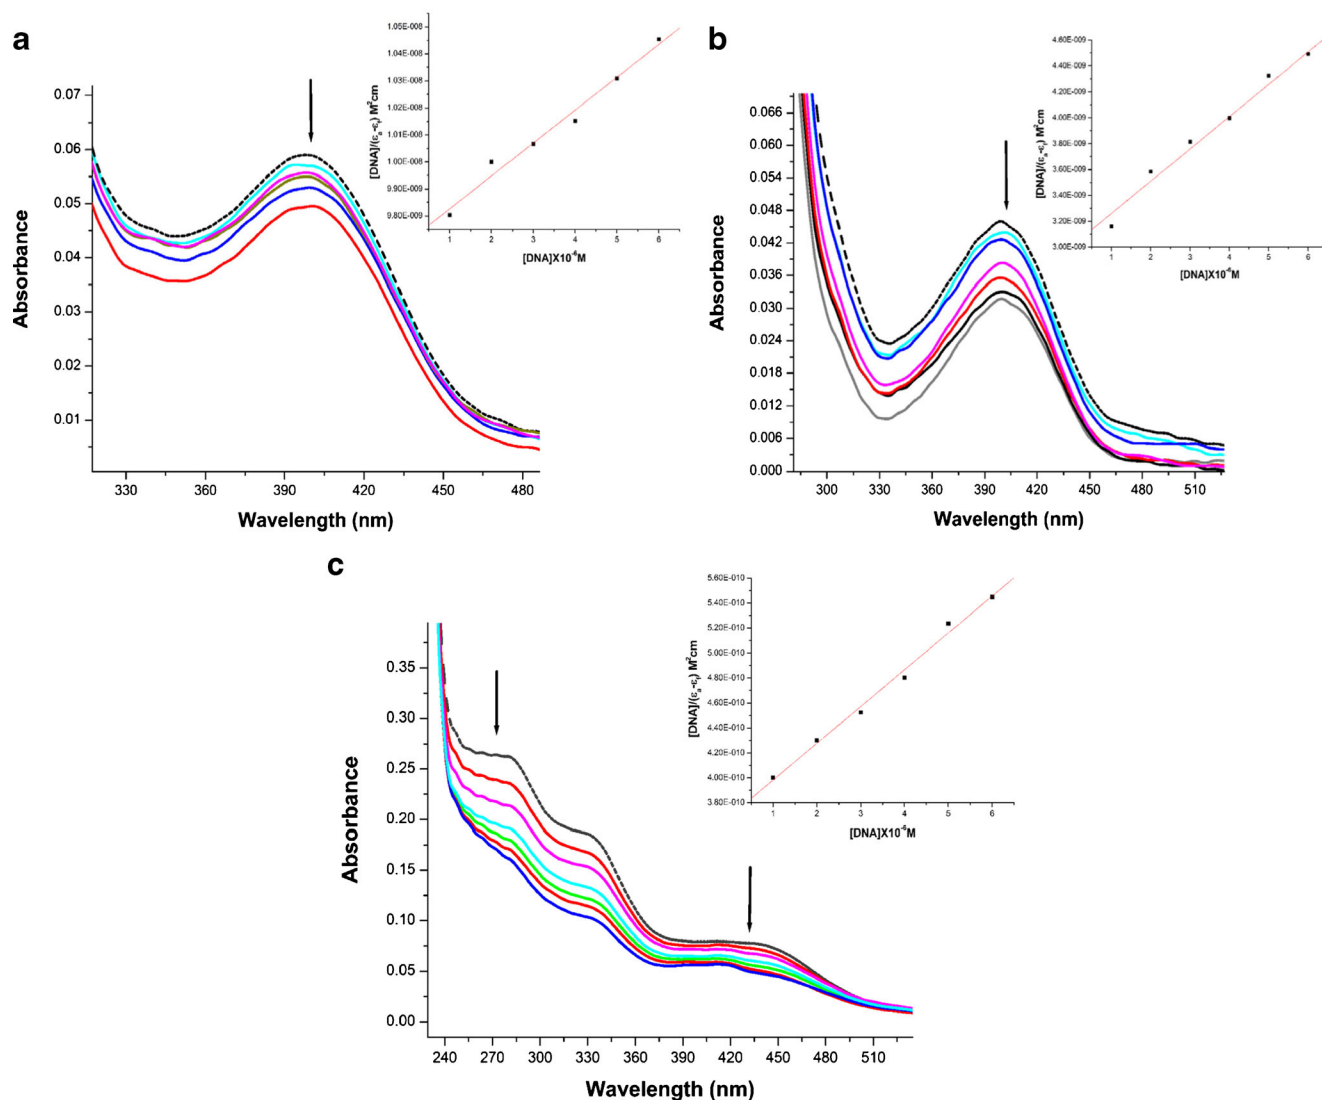 a
0.07
0.06
0.05
0.04
0.03
0.02
0.01
Absorbance
330 360 390 420 450 480
Wavelength (nm)
1.05E-008
1.04E-008
1.03E-008
1.02E-008
1.01E-008
1.00E-008
9.90E-009
9.80E-009
[DNA]/(εa-εf) M²cm
1 2 3 4 5 6
[DNA]X10⁻⁶M
b
0.066
0.060
0.054
0.048
0.042
0.036
0.030
0.024
0.018
0.012
0.006
0.000
Absorbance
300 330 360 390 420 450 480 510
Wavelength (nm)
4.60E-009
4.40E-009
4.20E-009
4.00E-009
3.80E-009
3.60E-009
3.40E-009
3.20E-009
3.00E-009
[DNA]/(εa-εf) M²cm
1 2 3 4 5 6
[DNA]X10⁻⁶M
c
0.35
0.30
0.25
0.20
0.15
0.10
0.05
0.00
Absorbance
240 270 300 330 360 390 420 450 480 510
Wavelength (nm)
5.60E-010
5.40E-010
5.20E-010
5.00E-010
4.80E-010
4.60E-010
4.40E-010
4.20E-010
4.00E-010
3.80E-010
[DNA]/(εa-εf) M²cm
1 2 3 4 5 6
[DNA]X10⁻⁶M